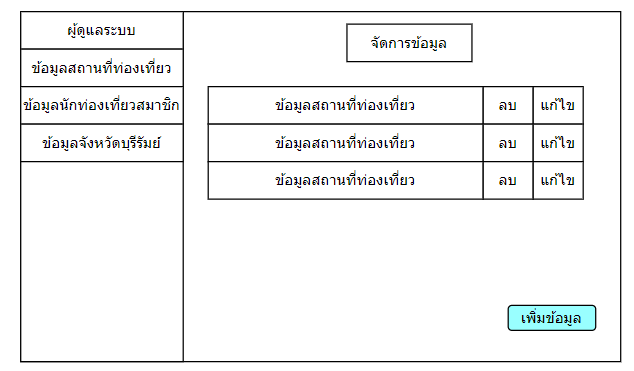 ผู้ดูแลระบบ
ข้อมูลสถานที่ท่องเที่ยว
ข้อมูลนักท่องเที่ยวสมาชิก
ข้อมูลจังหวัดบุรีรัมย์
จัดการข้อมูล
ข้อมูลสถานที่ท่องเที่ยว ลบ แก้ไข
ข้อมูลสถานที่ท่องเที่ยว ลบ แก้ไข
ข้อมูลสถานที่ท่องเที่ยว ลบ แก้ไข
เพิ่มข้อมูล